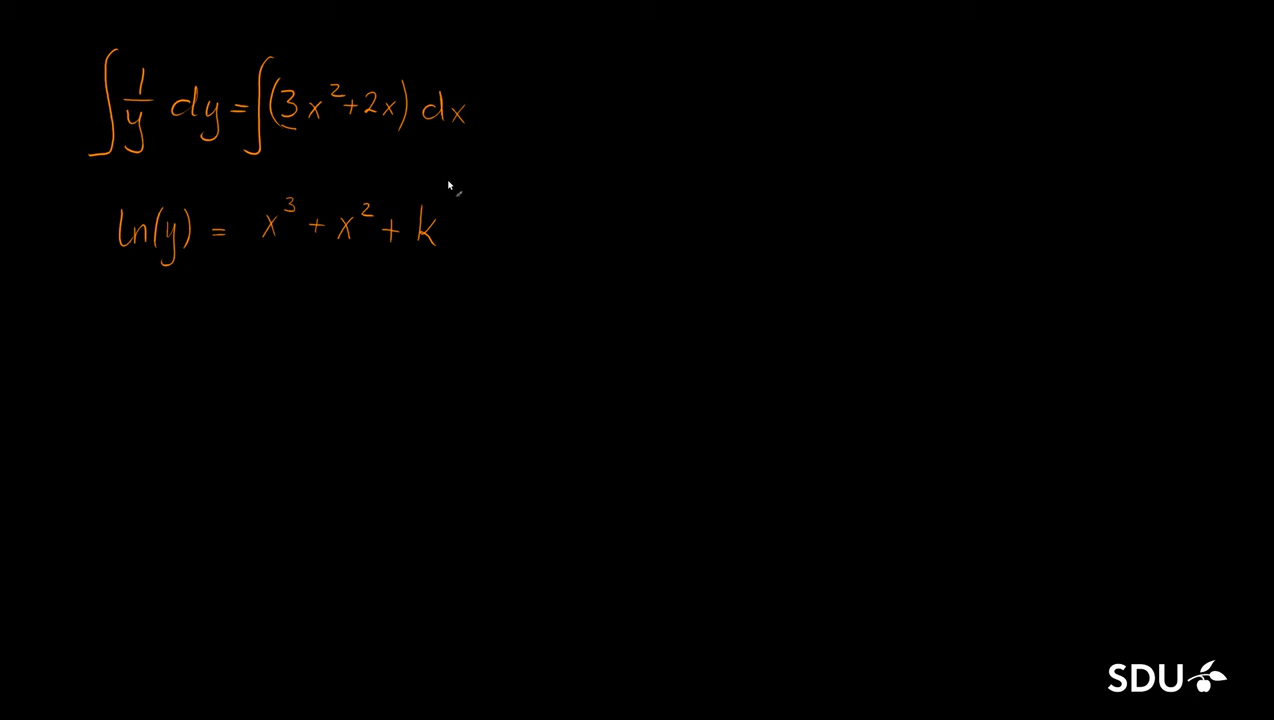 ∫ 1/y dy = ∫ (3x² + 2x) dx
ln(y) = x³ + x² + k
SDU